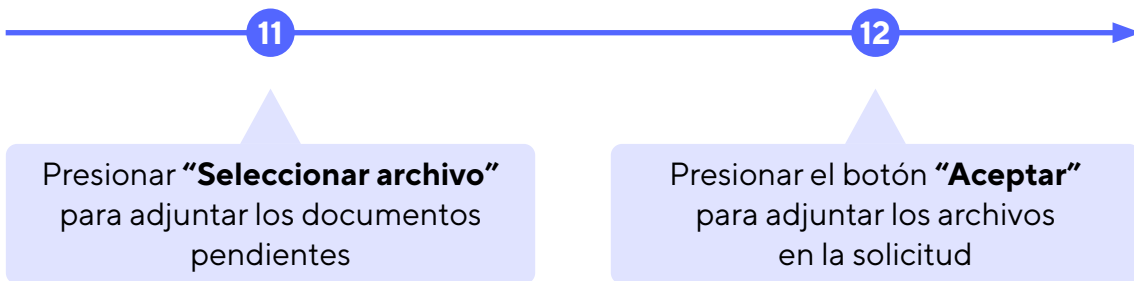 11
12
Presionar “Seleccionar archivo”
para adjuntar los documentos
pendientes
Presionar el botón “Aceptar”
para adjuntar los archivos
en la solicitud